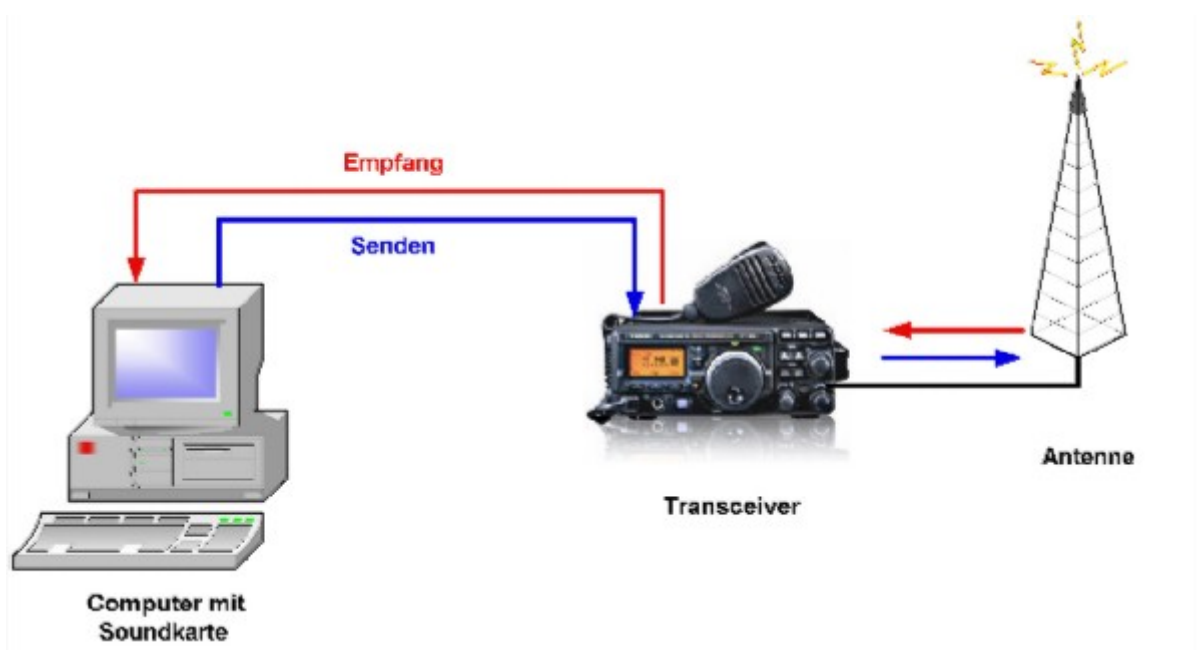 Empfang
Senden
Antenne
Transceiver
Computer mit
Soundkarte